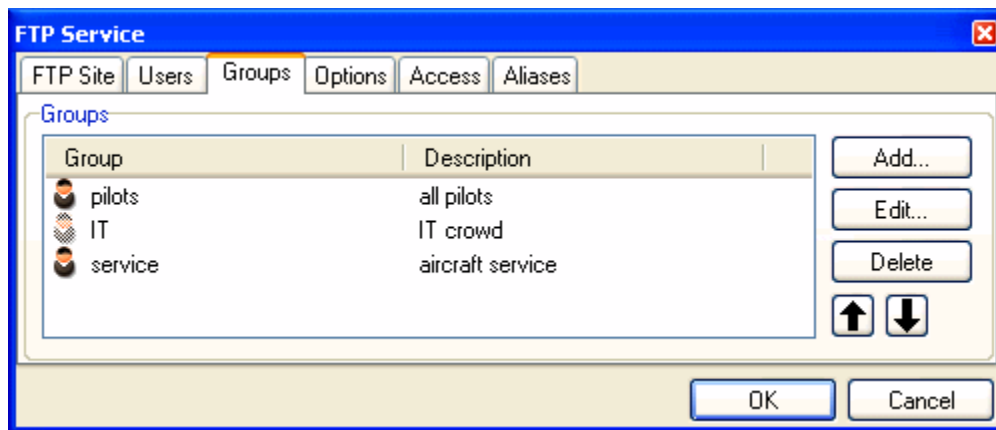 FTP Service
FTP Site Users Groups Options Access Aliases
Groups
Group Description
pilots all pilots
IT IT crowd
service aircraft service
Add...
Edit...
Delete
OK Cancel